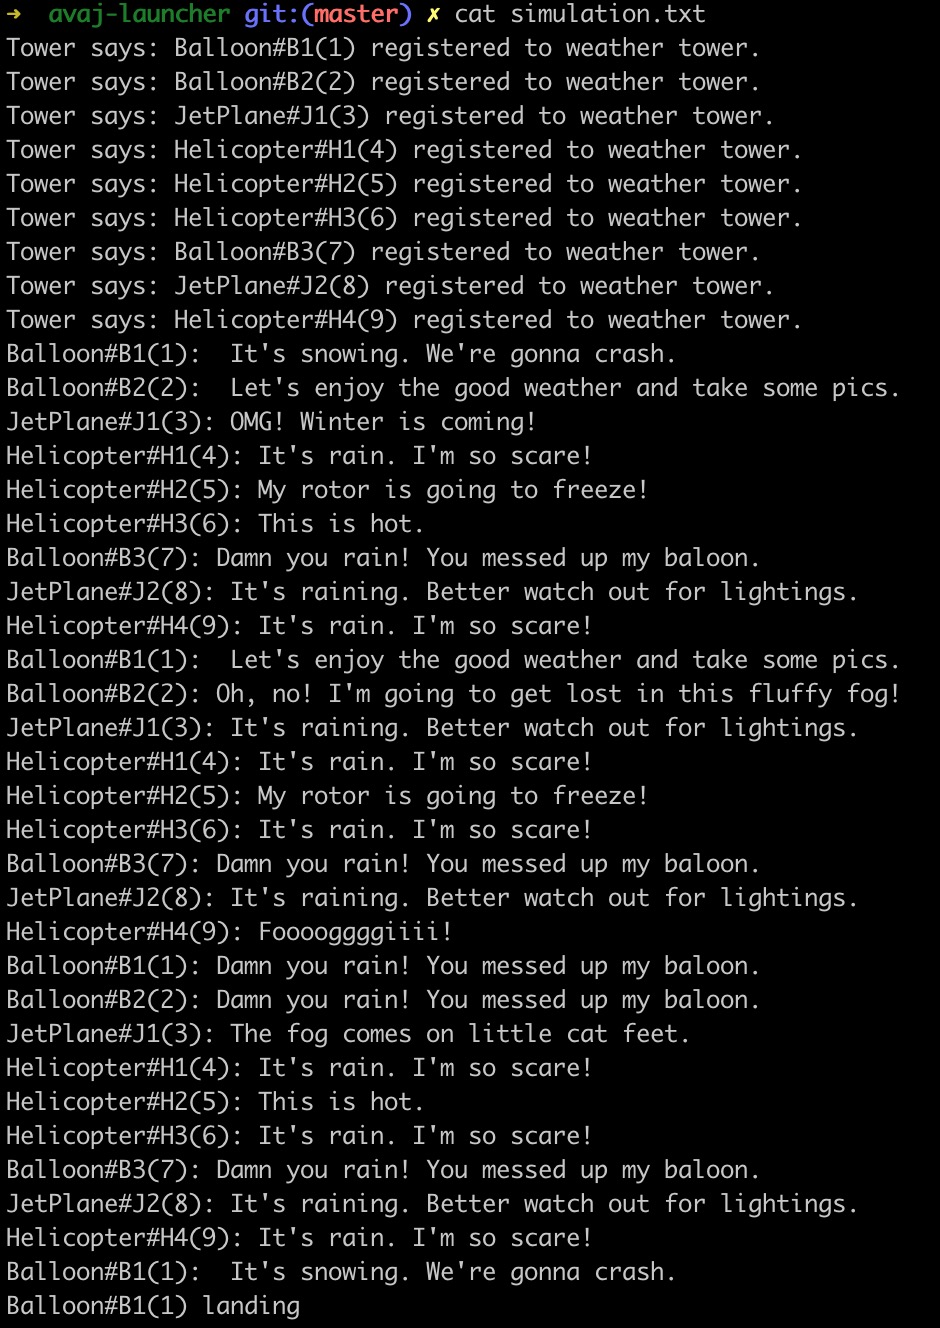 ➜  avaj-launcher git:(master) ✗ cat simulation.txt
Tower says: Balloon#B1(1) registered to weather tower.
Tower says: Balloon#B2(2) registered to weather tower.
Tower says: JetPlane#J1(3) registered to weather tower.
Tower says: Helicopter#H1(4) registered to weather tower.
Tower says: Helicopter#H2(5) registered to weather tower.
Tower says: Helicopter#H3(6) registered to weather tower.
Tower says: Balloon#B3(7) registered to weather tower.
Tower says: JetPlane#J2(8) registered to weather tower.
Tower says: Helicopter#H4(9) registered to weather tower.
Balloon#B1(1):  It's snowing. We're gonna crash.
Balloon#B2(2):  Let's enjoy the good weather and take some pics.
JetPlane#J1(3): OMG! Winter is coming!
Helicopter#H1(4): It's rain. I'm so scare!
Helicopter#H2(5): My rotor is going to freeze!
Helicopter#H3(6): This is hot.
Balloon#B3(7): Damn you rain! You messed up my baloon.
JetPlane#J2(8): It's raining. Better watch out for lightings.
Helicopter#H4(9): It's rain. I'm so scare!
Balloon#B1(1):  Let's enjoy the good weather and take some pics.
Balloon#B2(2): Oh, no! I'm going to get lost in this fluffy fog!
JetPlane#J1(3): It's raining. Better watch out for lightings.
Helicopter#H1(4): It's rain. I'm so scare!
Helicopter#H2(5): My rotor is going to freeze!
Helicopter#H3(6): It's rain. I'm so scare!
Balloon#B3(7): Damn you rain! You messed up my baloon.
JetPlane#J2(8): It's raining. Better watch out for lightings.
Helicopter#H4(9): Foooogggiiii!
Balloon#B1(1): Damn you rain! You messed up my baloon.
Balloon#B2(2): Damn you rain! You messed up my baloon.
JetPlane#J1(3): The fog comes on little cat feet.
Helicopter#H1(4): It's rain. I'm so scare!
Helicopter#H2(5): This is hot.
Helicopter#H3(6): It's rain. I'm so scare!
Balloon#B3(7): Damn you rain! You messed up my baloon.
JetPlane#J2(8): It's raining. Better watch out for lightings.
Helicopter#H4(9): It's rain. I'm so scare!
Balloon#B1(1):  It's snowing. We're gonna crash.
Balloon#B1(1) landing